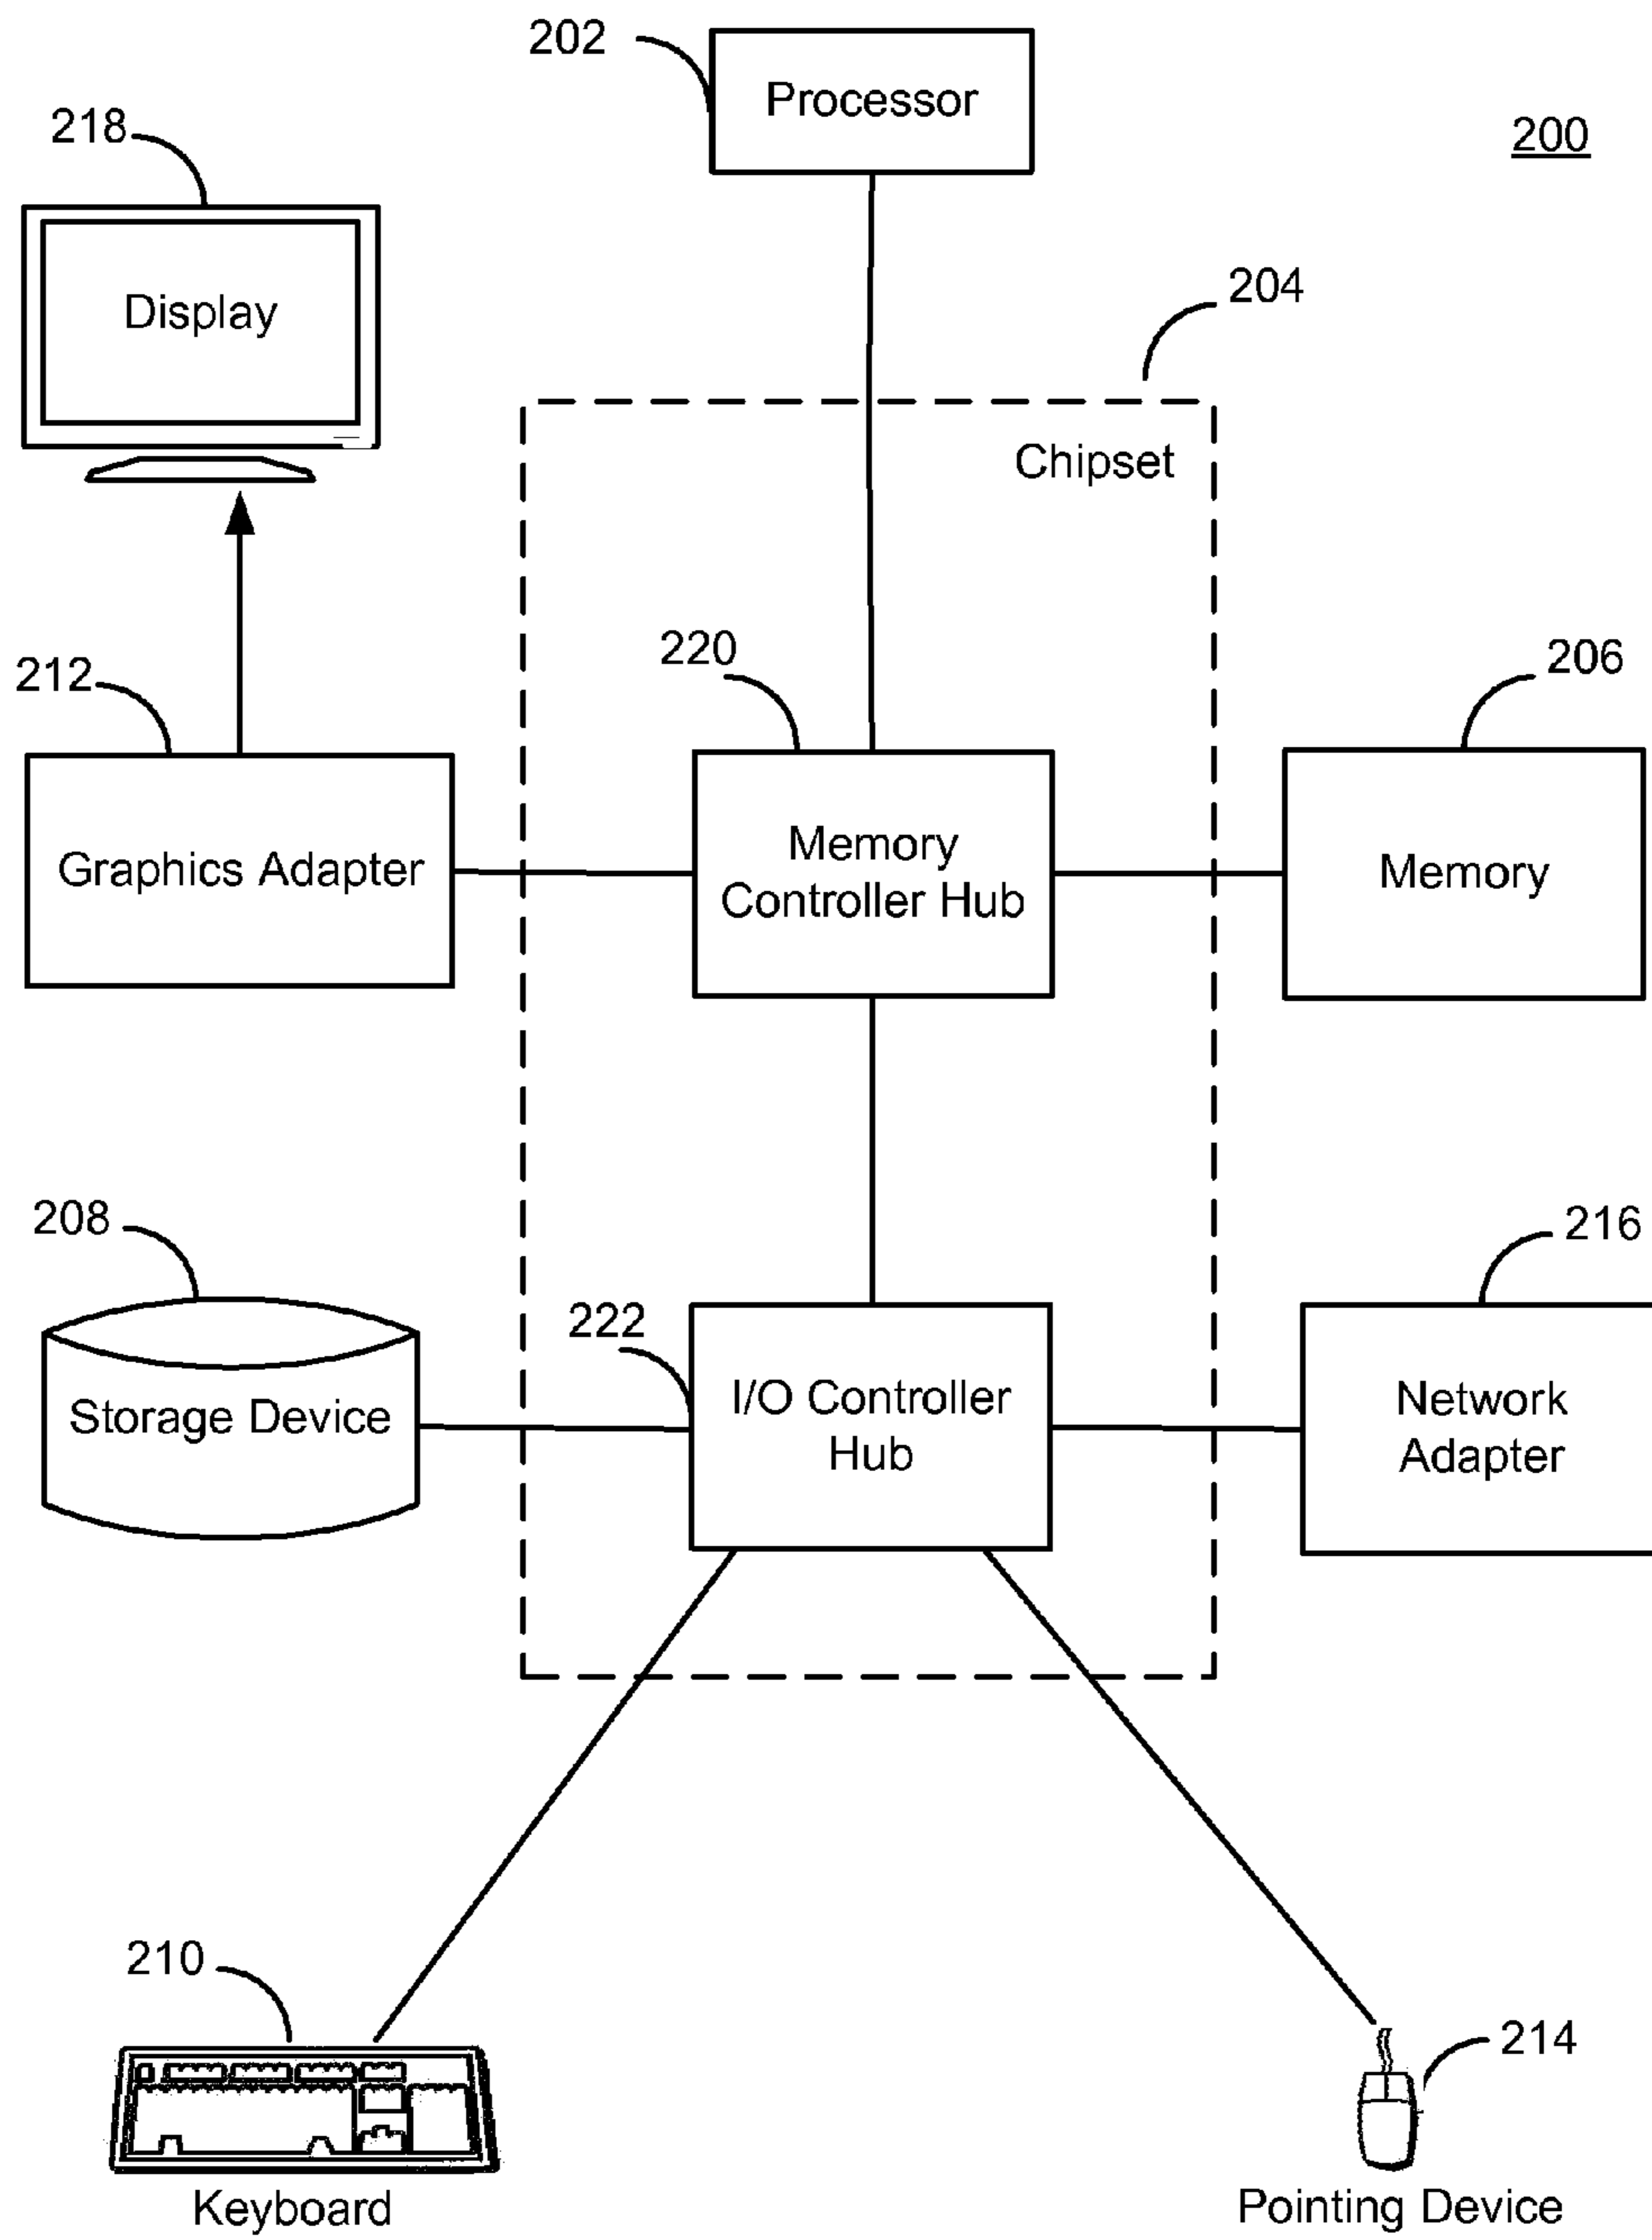 202
Processor
200
218
Display
204
Chipset
212
220
206
Graphics Adapter
Memory
Controller Hub
Memory
208
222
216
Storage Device
I/O Controller
Hub
Network
Adapter
210
214
Keyboard
Pointing Device